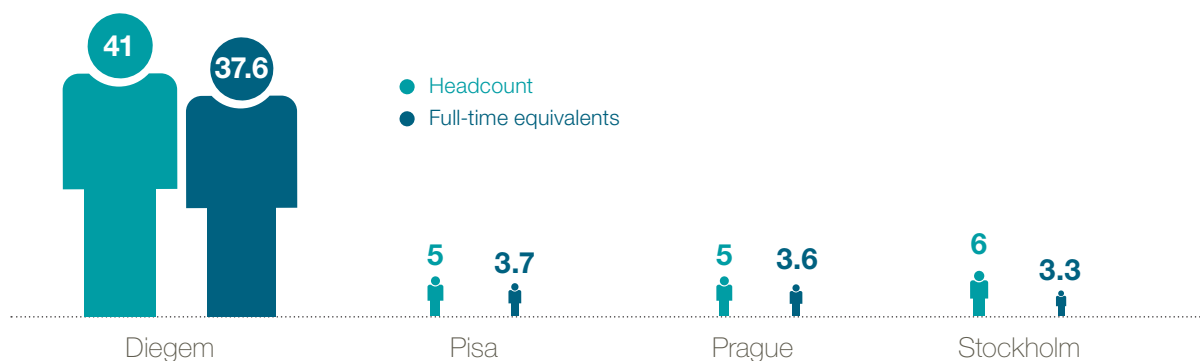 41
37.6
Headcount
Full-time equivalents
5
3.7
5
3.6
6
3.3
Diegem
Pisa
Prague
Stockholm